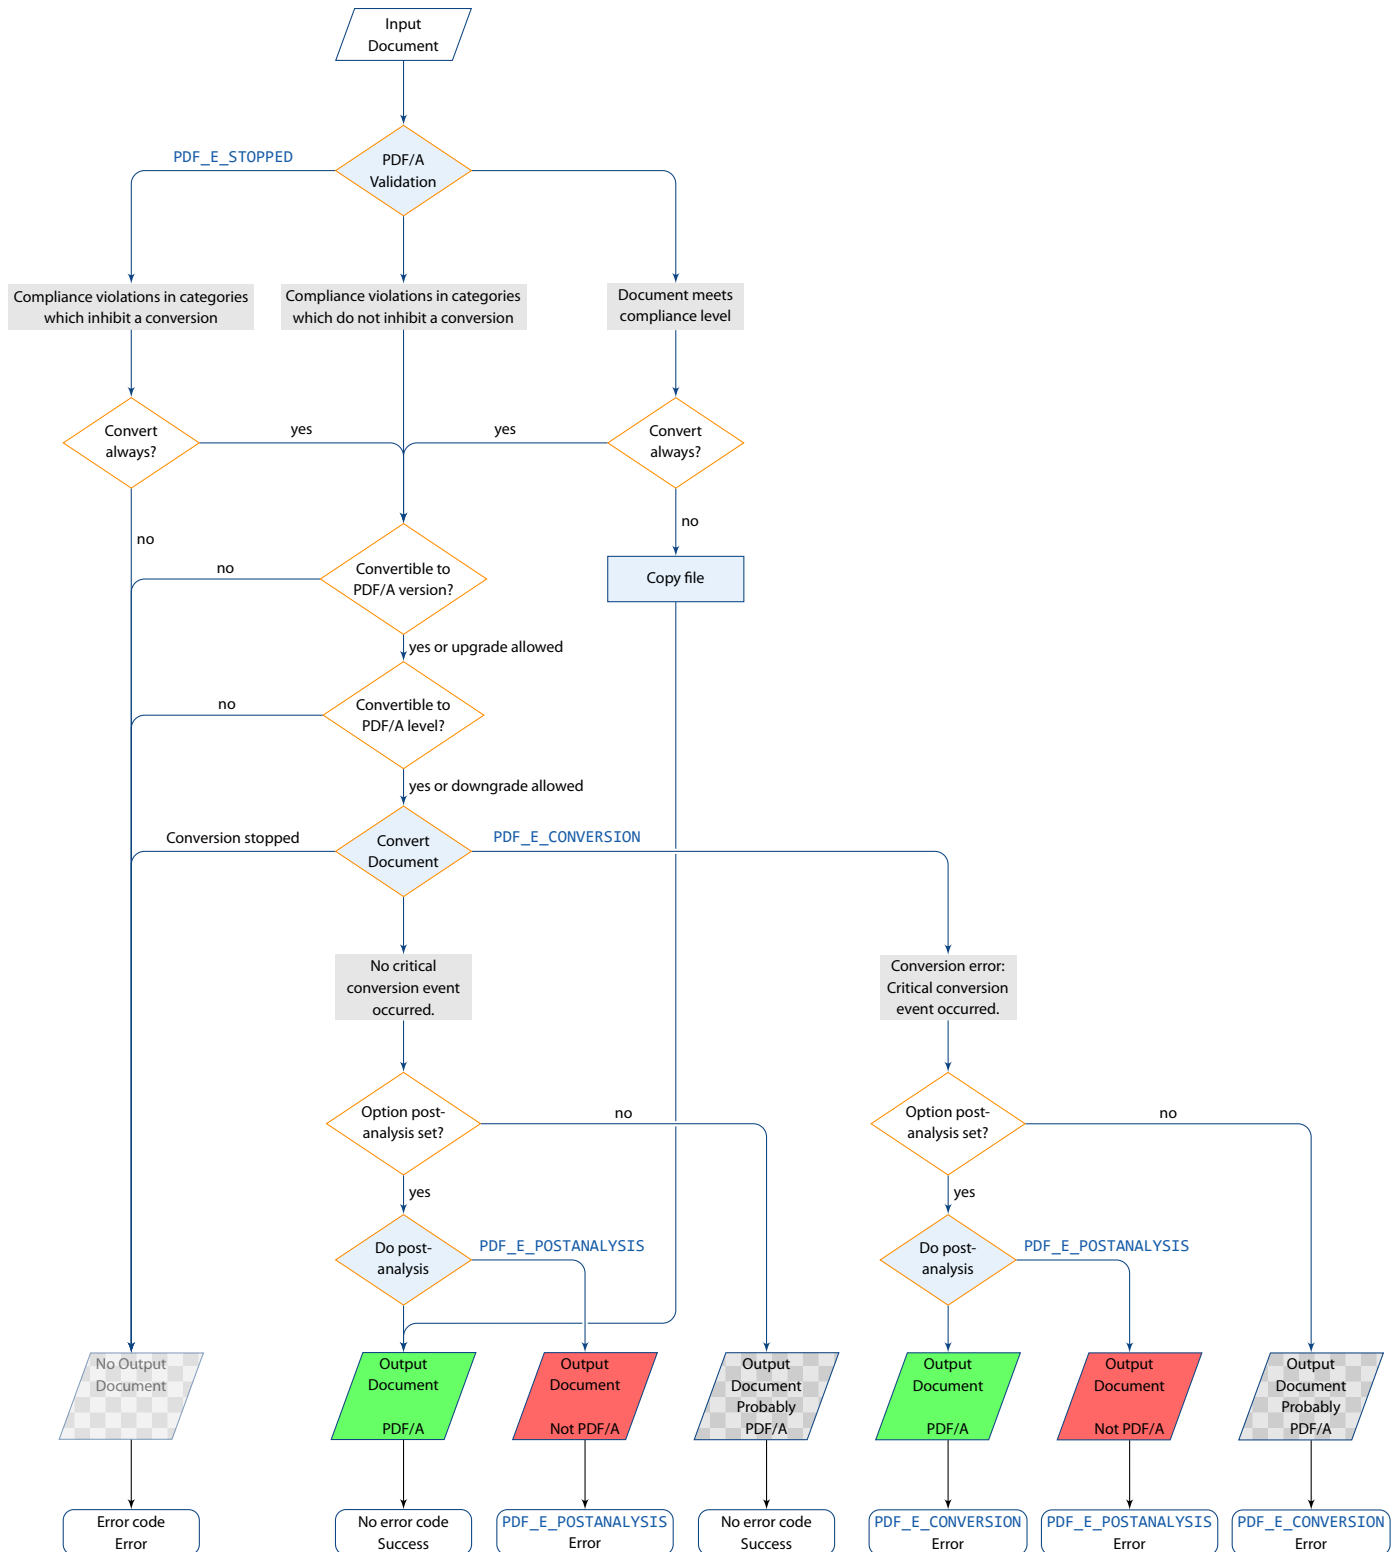 Input
Document
PDF_E_STOPPED
PDF/A
Validation
Compliance violations in categories
which inhibit a conversion
Compliance violations in categories
which do not inhibit a conversion
Document meets
compliance level
Convert
always?
yes
yes
Convert
always?
no
no
Convertible to
PDF/A version?
no
Copy file
yes or upgrade allowed
no
Convertible to
PDF/A level?
yes or downgrade allowed
Conversion stopped
Convert
Document
PDF_E_CONVERSION
No critical
conversion event
occurred.
Conversion error:
Critical conversion
event occurred.
Option post-
analysis set?
no
Option post-
analysis set?
no
yes
yes
Do post-
analysis
PDF_E_POSTANALYSIS
Do post-
analysis
PDF_E_POSTANALYSIS
No Output
Document
Output
Document
PDF/A
Output
Document
Not PDF/A
Output
Document
Probably
PDF/A
Output
Document
PDF/A
Output
Document
Not PDF/A
Output
Document
Probably
PDF/A
Error code
Error
No error code
Success
PDF_E_POSTANALYSIS
Error
No error code
Success
PDF_E_CONVERSION
Error
PDF_E_POSTANALYSIS
Error
PDF_E_CONVERSION
Error